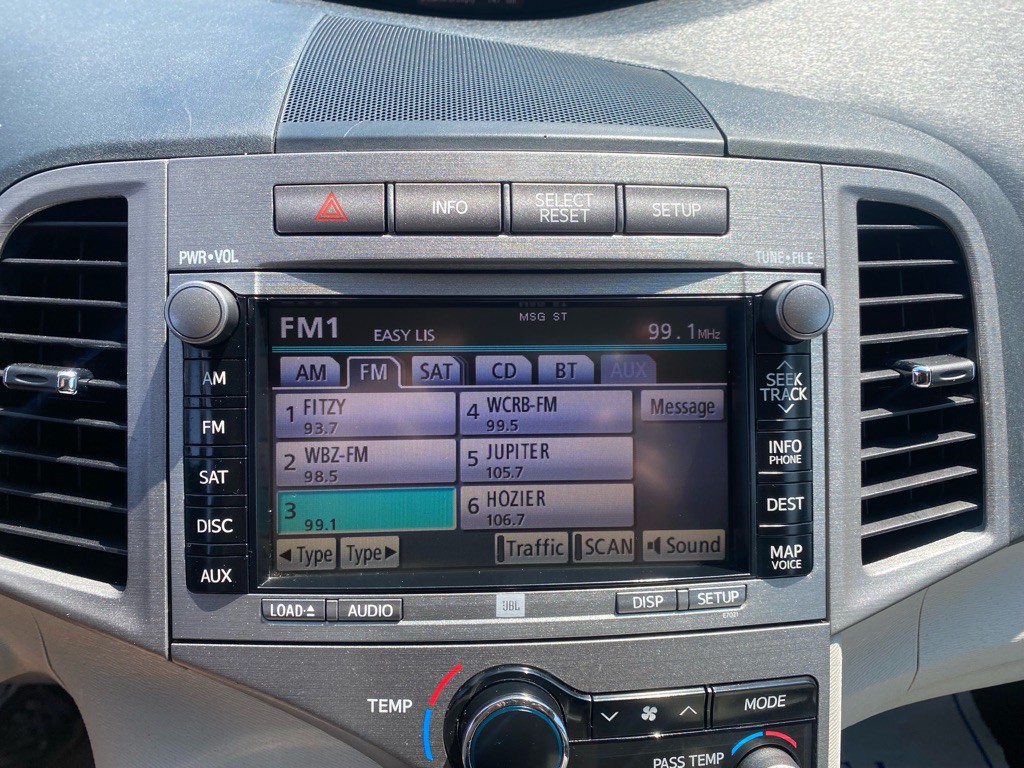 INFO
SELECT
RESET
SETUP
PWR•VOL
TUNE•FILE
MSG ST
FM1
EASY LIS
99.1MHz
AM
FM
SAT
CD
BT
AUX
1 FITZY
93.7
4 WCRB-FM
99.5
Message
2 WBZ-FM
98.5
5 JUPITER
105.7
3
99.1
6 HOZIER
106.7
◀Type
Type▶
Traffic
SCAN
Sound
AM
FM
SAT
DISC
AUX
SEEK
TRACK
INFO
PHONE
DEST
MAP
VOICE
LOAD•⏏
AUDIO
JBL
DISP
SETUP
E7021
TEMP
MODE
PASS TEMP